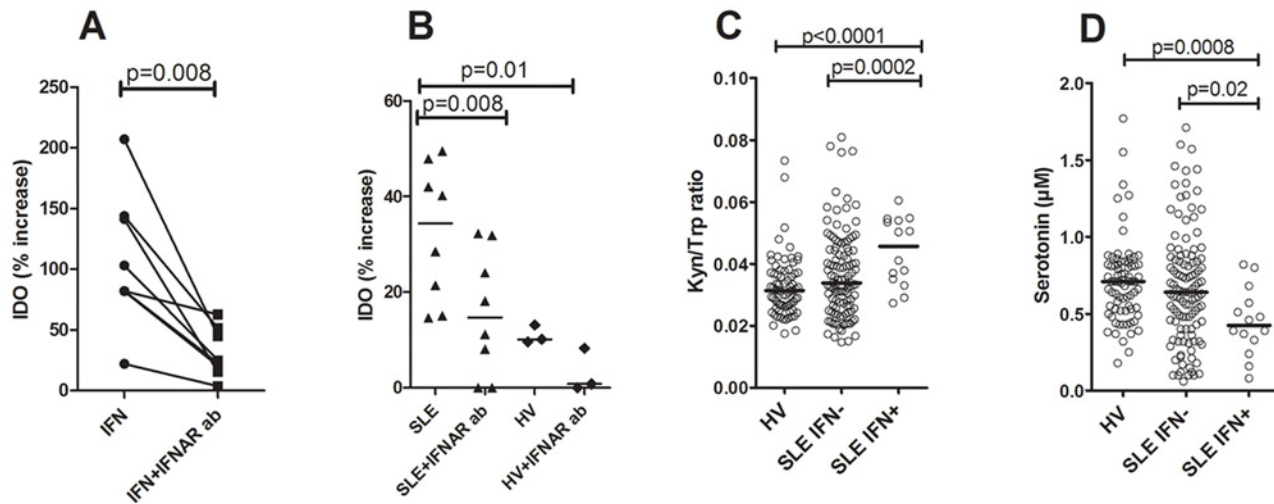 A
p=0.008
250
200
150
100
50
0
IDO (% increase)
IFN
IFN+IFNAR ab
B
p=0.01
p=0.008
60
40
20
0
IDO (% increase)
SLE
SLE+IFNAR ab
HV
HV+IFNAR ab
C
p<0.0001
p=0.0002
0.10
0.08
0.06
0.04
0.02
0.00
Kyn/Trp ratio
HV
SLE IFN-
SLE IFN+
D
p=0.0008
p=0.02
2.0
1.5
1.0
0.5
0.0
Serotonin (µM)
HV
SLE IFN-
SLE IFN+